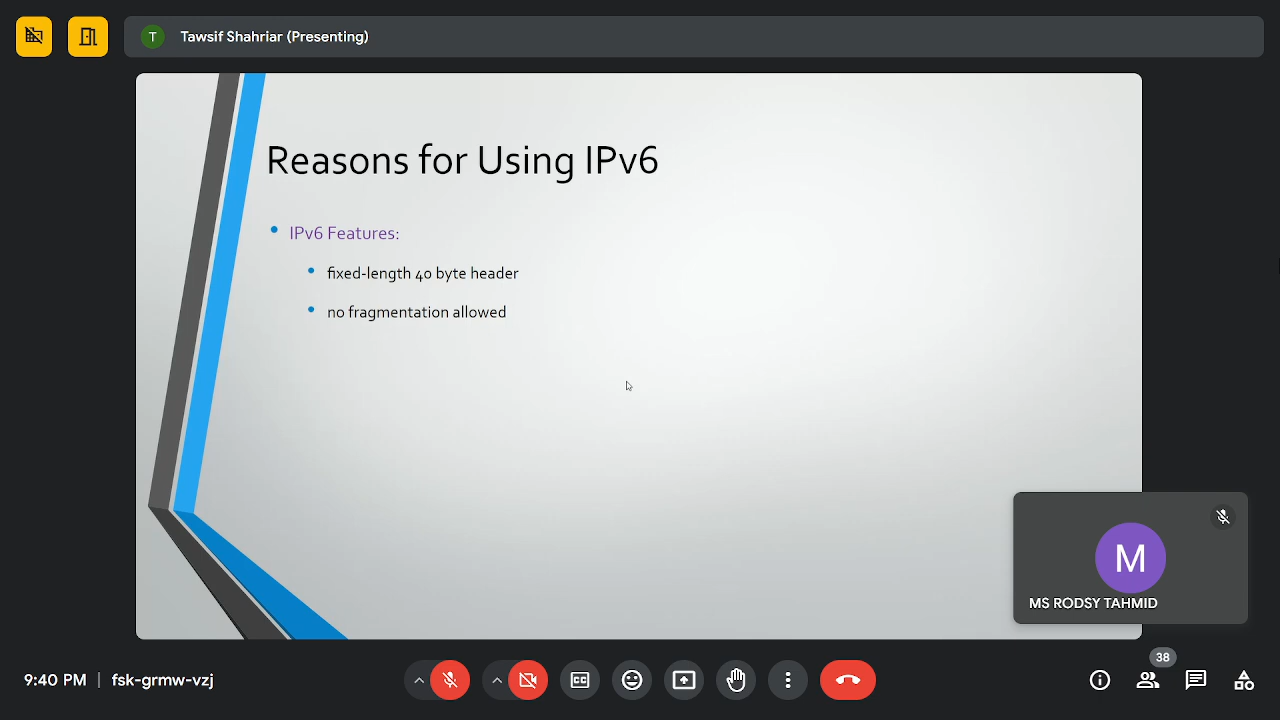 T Tawsif Shahriar (Presenting)
Reasons for Using IPv6
IPv6 Features:
fixed-length 40 byte header
no fragmentation allowed
M
MS RODSY TAHMID
9:40 PM | fsk-grmw-vzj
CC
38